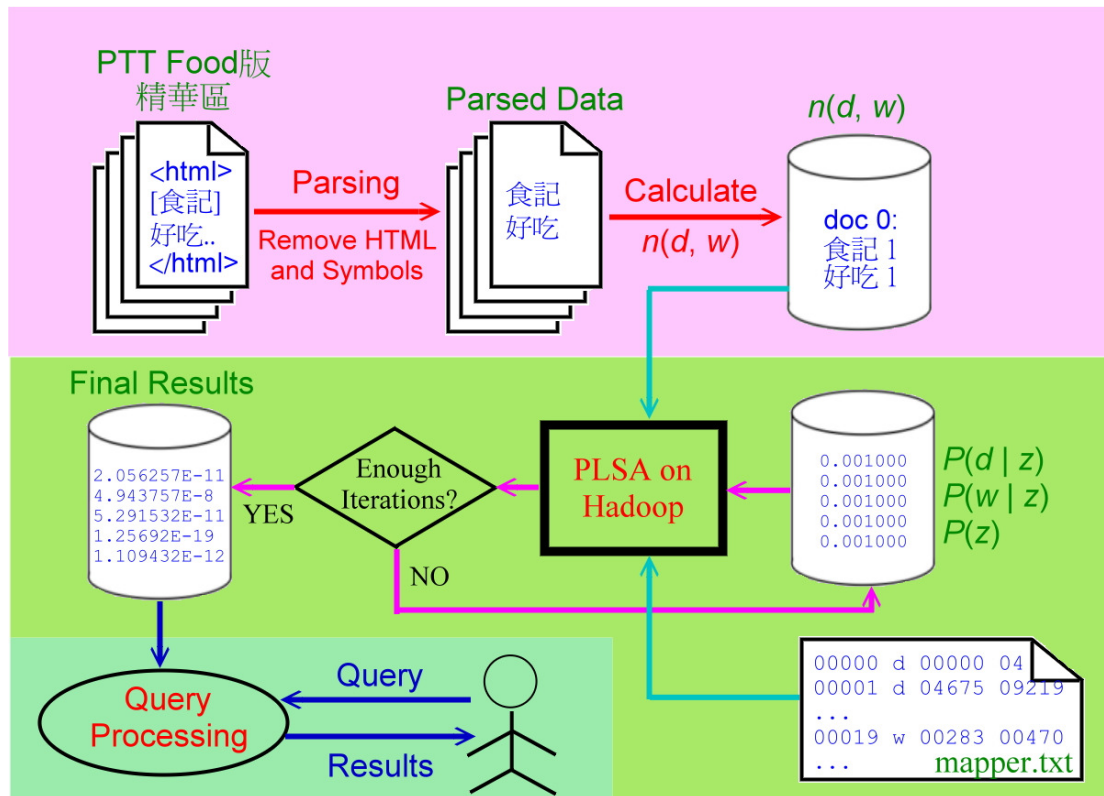 PTT Food版
精華區
<html>
[食記]
好吃..
</html>
Parsing
Remove HTML
and Symbols
Parsed Data
食記
好吃
Calculate
n(d, w)
n(d, w)
doc 0:
食記 1
好吃 1
Final Results
2.056257E-11
4.943757E-8
5.291532E-11
1.25692E-19
1.109432E-12
YES
Enough
Iterations?
NO
PLSA on
Hadoop
0.001000
0.001000
0.001000
0.001000
0.001000
P(d | z)
P(w | z)
P(z)
Query
Processing
Query
Results
00000 d 00000 04
00001 d 04675 09219
...
00019 w 00283 00470
...
mapper.txt